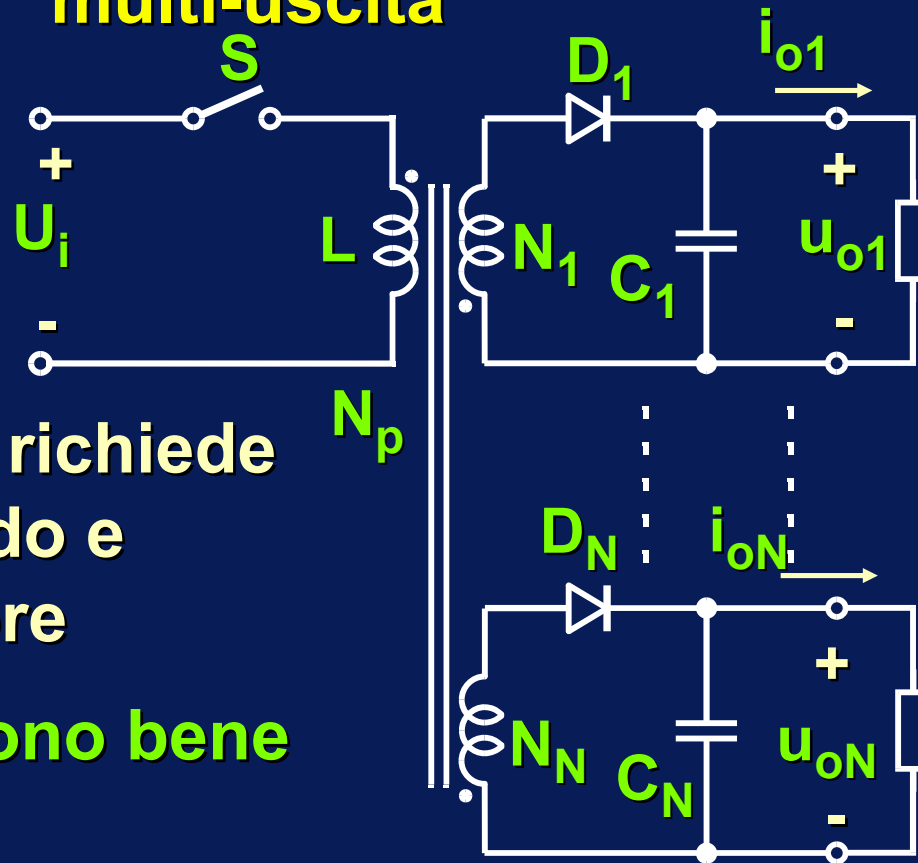 multi-uscita
S
D1
io1
+
Ui
-
L
N1
C1
+
uo1
-
Np
richiede
do e
re
ono bene
DN
ioN
NN
CN
+
uoN
-